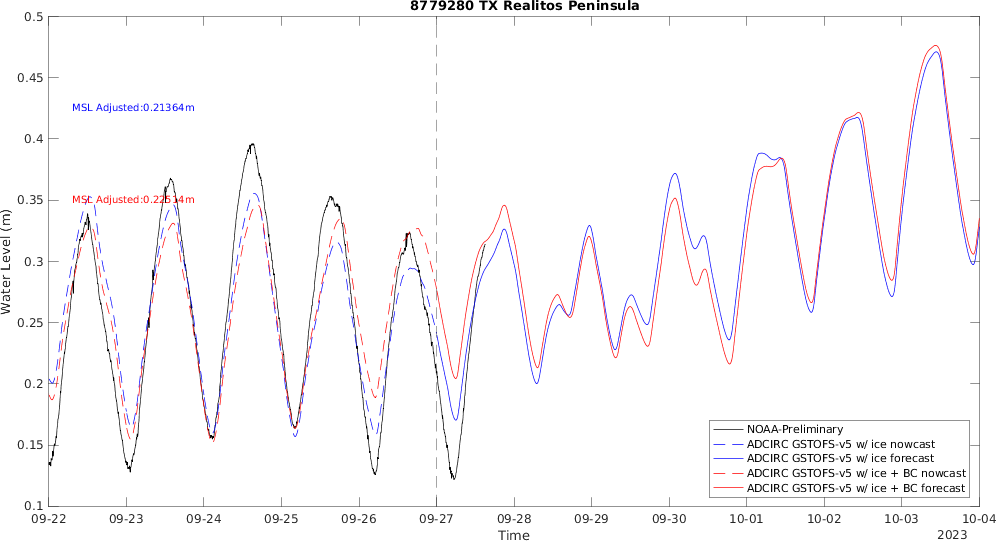 8779280 TX Realitos Peninsula
0.5
0.45
0.4
0.35
0.3
0.25
0.2
0.15
0.1
Water Level (m)
MSL Adjusted:0.21364m
MSL Adjusted:0.22514m
NOAA-Preliminary
ADCIRC GSTOFS-v5 w/ ice nowcast
ADCIRC GSTOFS-v5 w/ ice forecast
ADCIRC GSTOFS-v5 w/ ice + BC nowcast
ADCIRC GSTOFS-v5 w/ ice + BC forecast
09-22 09-23 09-24 09-25 09-26 09-27 09-28 09-29 09-30 10-01 10-02 10-03 10-04
Time
2023